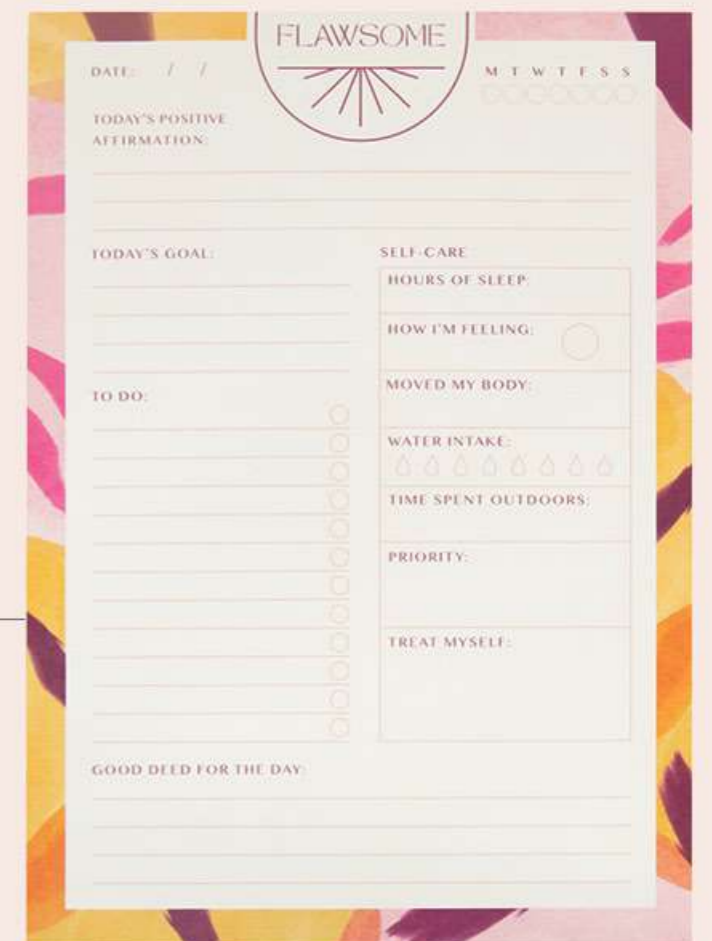 FLAWSOME
DATE: / /
M T W T F S S
TODAY'S POSITIVE
AFFIRMATION:
TODAY'S GOAL:
TO DO:
SELF-CARE
HOURS OF SLEEP:
HOW I'M FEELING:
MOVED MY BODY:
WATER INTAKE:
TIME SPENT OUTDOORS:
PRIORITY:
TREAT MYSELF:
GOOD DEED FOR THE DAY: